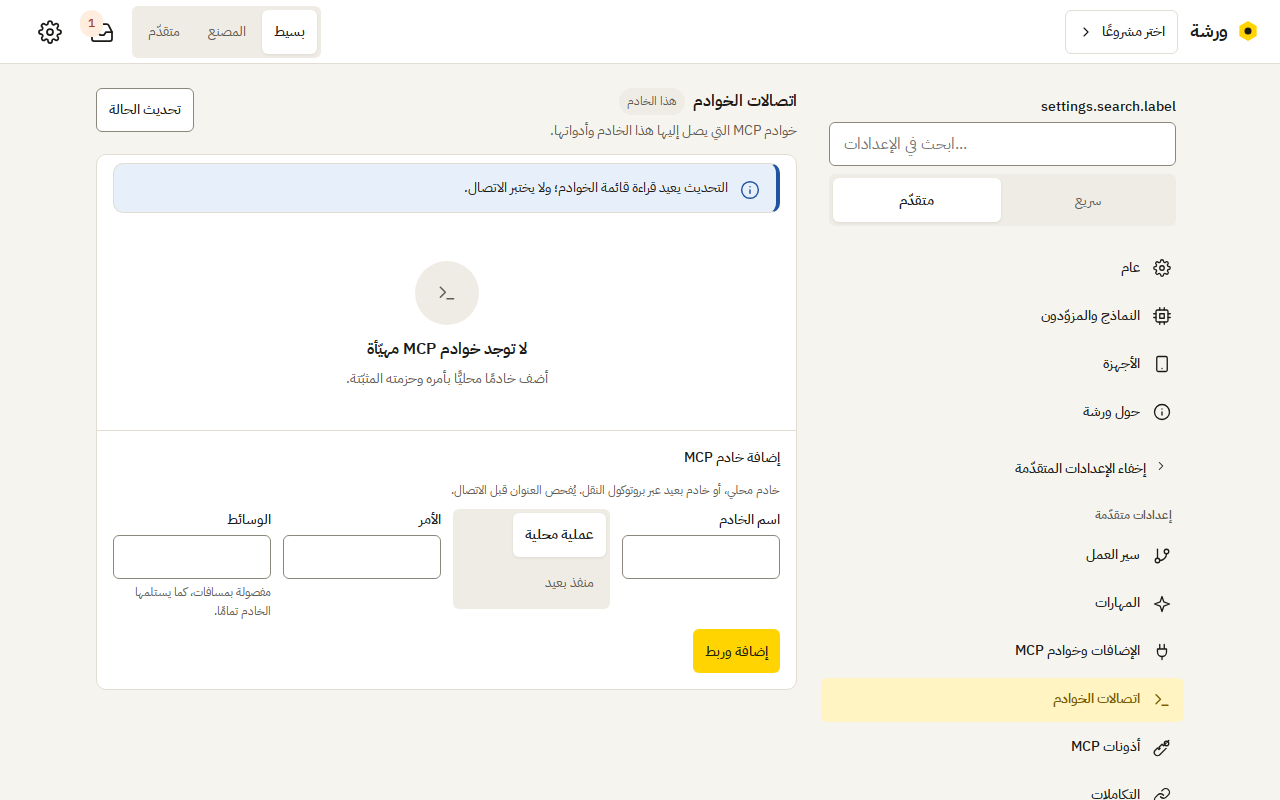 ورشة
اختر مشروعًا
بسيط
المصنع
متقدّم
1
settings.search.label
ابحث في الإعدادات...
سريع
متقدّم
عام
النماذج والمزوّدون
الأجهزة
حول ورشة
إخفاء الإعدادات المتقدّمة
إعدادات متقدّمة
سير العمل
المهارات
الإضافات وخوادم MCP
اتصالات الخوادم
أذونات MCP
التكاملات
اتصالات الخوادم
هذا الخادم
خوادم MCP التي يصل إليها هذا الخادم وأدواتها.
تحديث الحالة
التحديث يعيد قراءة قائمة الخوادم؛ ولا يختبر الاتصال.
لا توجد خوادم MCP مهيّأة
أضف خادمًا محليًّا بأمره وحزمته المثبّتة.
إضافة خادم MCP
خادم محلي، أو خادم بعيد عبر بروتوكول النقل. يُفحص العنوان قبل الاتصال.
اسم الخادم
عملية محلية
منفذ بعيد
الأمر
الوسائط
مفصولة بمسافات، كما يستلمها
الخادم تمامًا.
إضافة وربط